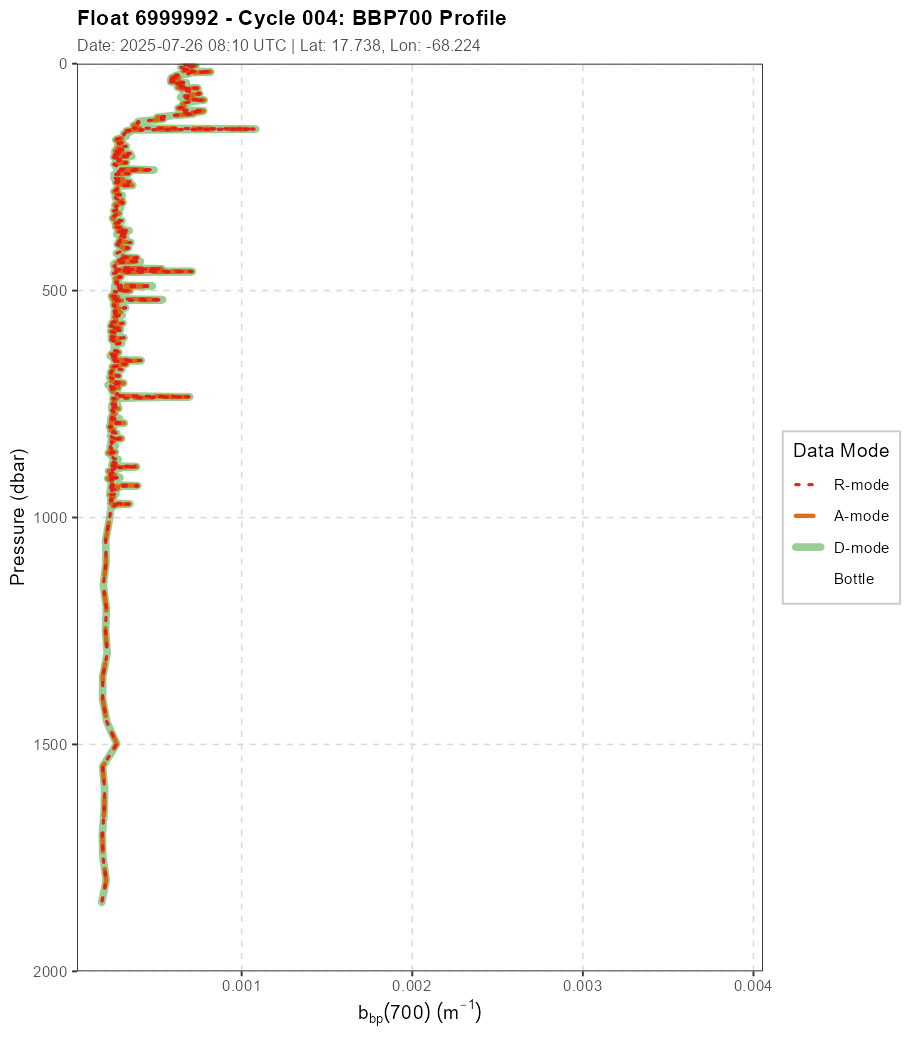 Float 6999992 - Cycle 004: BBP700 Profile
Date: 2025-07-26 08:10 UTC | Lat: 17.738, Lon: -68.224
0
500
1000
1500
2000
Pressure (dbar)
0.001
0.002
0.003
0.004
b_bp(700) (m⁻¹)
Data Mode
R-mode
A-mode
D-mode
Bottle